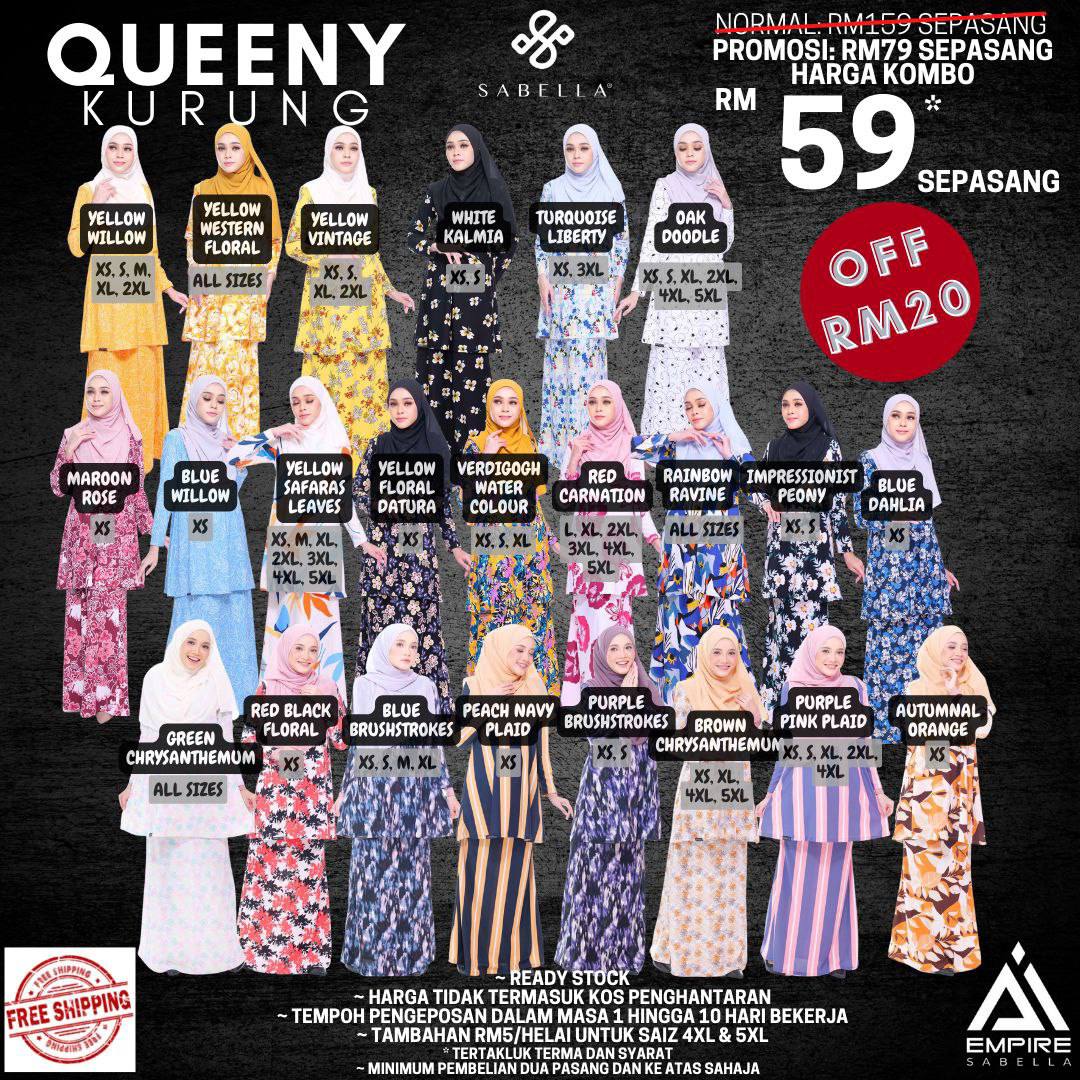 QUEENY
KURUNG
SABELLA®
NORMAL: RM159 SEPASANG
PROMOSI: RM79 SEPASANG
HARGA KOMBO
RM 59*
SEPASANG
OFF
RM20
YELLOW
WILLOW
XS, S, M,
XL, 2XL
YELLOW
WESTERN
FLORAL
ALL SIZES
YELLOW
VINTAGE
XS, S,
XL, 2XL
WHITE
KALMIA
XS, S
TURQUOISE
LIBERTY
XS, 3XL
OAK
DOODLE
XS, S, XL, 2XL,
4XL, 5XL
MAROON
ROSE
XS
BLUE
WILLOW
XS
YELLOW
SAFARAS
LEAVES
XS, M, XL,
2XL, 3XL,
4XL, 5XL
YELLOW
FLORAL
DATURA
XS
VERDIGOGH
WATER
COLOUR
XS, S, XL
RED
CARNATION
L, XL, 2XL,
3XL, 4XL,
5XL
RAINBOW
RAVINE
ALL SIZES
IMPRESSIONIST
PEONY
XS, S
BLUE
DAHLIA
XS
GREEN
CHRYSANTHEMUM
ALL SIZES
RED BLACK
FLORAL
XS
BLUE
BRUSHSTROKES
XS, S, M, XL
PEACH NAVY
PLAID
XS
PURPLE
BRUSHSTROKES
XS, S
BROWN
CHRYSANTHEMUM
XS, XL,
4XL, 5XL
PURPLE
PINK PLAID
XS, S, XL, 2XL,
4XL
AUTUMNAL
ORANGE
XS
FREE SHIPPING
FREE SHIPPING
FREE SHIPPING
~ READY STOCK
~ HARGA TIDAK TERMASUK KOS PENGHANTARAN
~ TEMPOH PENGEPOSAN DALAM MASA 1 HINGGA 10 HARI BEKERJA
~ TAMBAHAN RM5/HELAI UNTUK SAIZ 4XL & 5XL
* TERTAKLUK TERMA DAN SYARAT
~ MINIMUM PEMBELIAN DUA PASANG DAN KE ATAS SAHAJA
EMPIRE
SABELLA